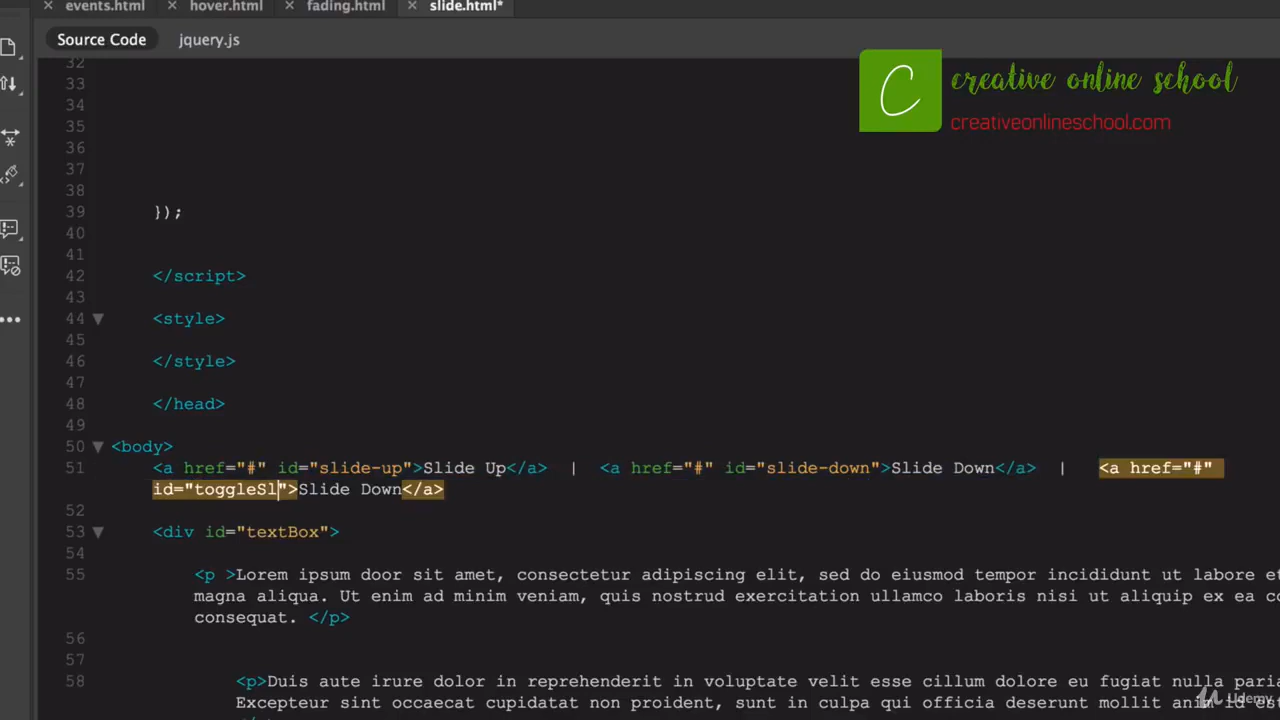 events.html hover.html fading.html slide.html*
Source Code jquery.js
creative online school
C
creativeonlineschool.com
32
33
34
35
36
37
38
39 });
40
41
42 </script>
43
44 <style>
45
46 </style>
47
48 </head>
49
50 <body>
51 <a href="#" id="slide-up">Slide Up</a> | <a href="#" id="slide-down">Slide Down</a> | <a href="#"
id="toggleSl">Slide Down</a>
52
53 <div id="textBox">
54
55 <p >Lorem ipsum door sit amet, consectetur adipiscing elit, sed do eiusmod tempor incididunt ut labore et
magna aliqua. Ut enim ad minim veniam, quis nostrud exercitation ullamco laboris nisi ut aliquip ex ea co
consequat. </p>
56
57
58 <p>Duis aute irure dolor in reprehenderit in voluptate velit esse cillum dolore eu fugiat nulla paria
Excepteur sint occaecat cupidatat non proident, sunt in culpa qui officia deserunt mollit anim id es
Udemy